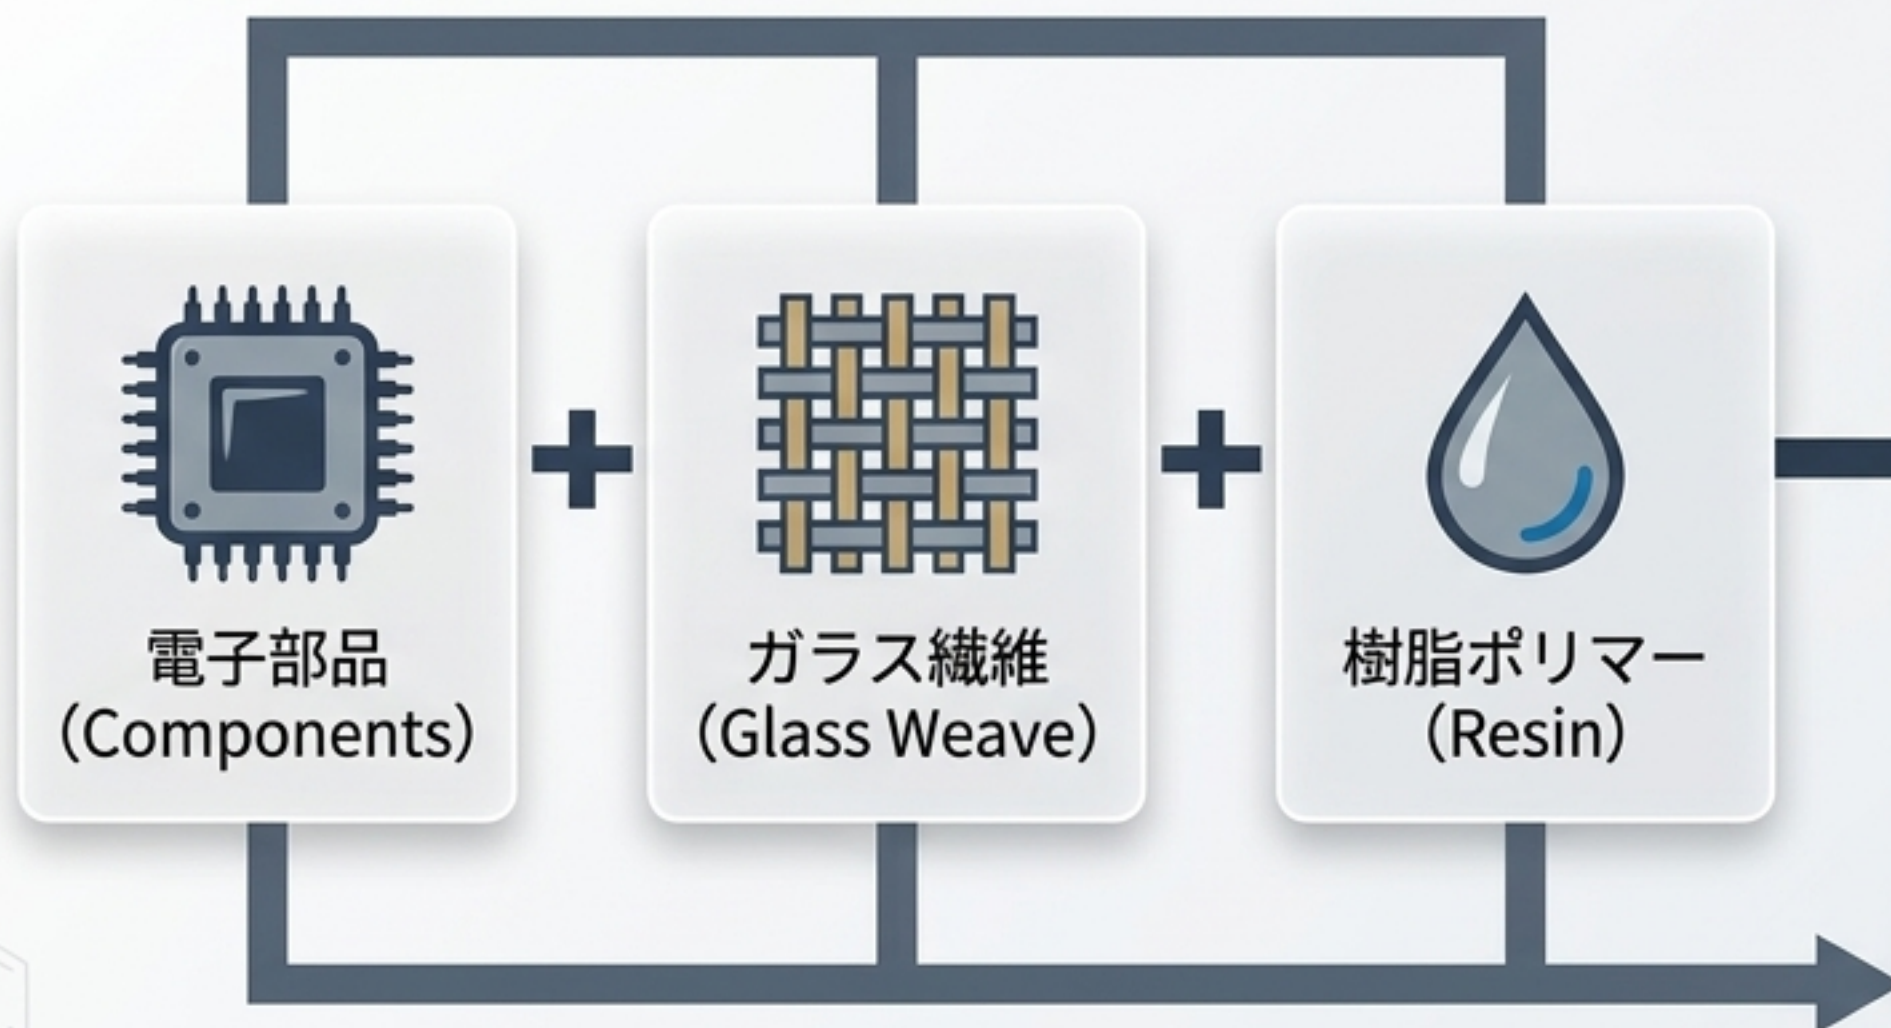 電子部品
（Components）
ガラス繊維
（Glass Weave）
樹脂ポリマー
（Resin）